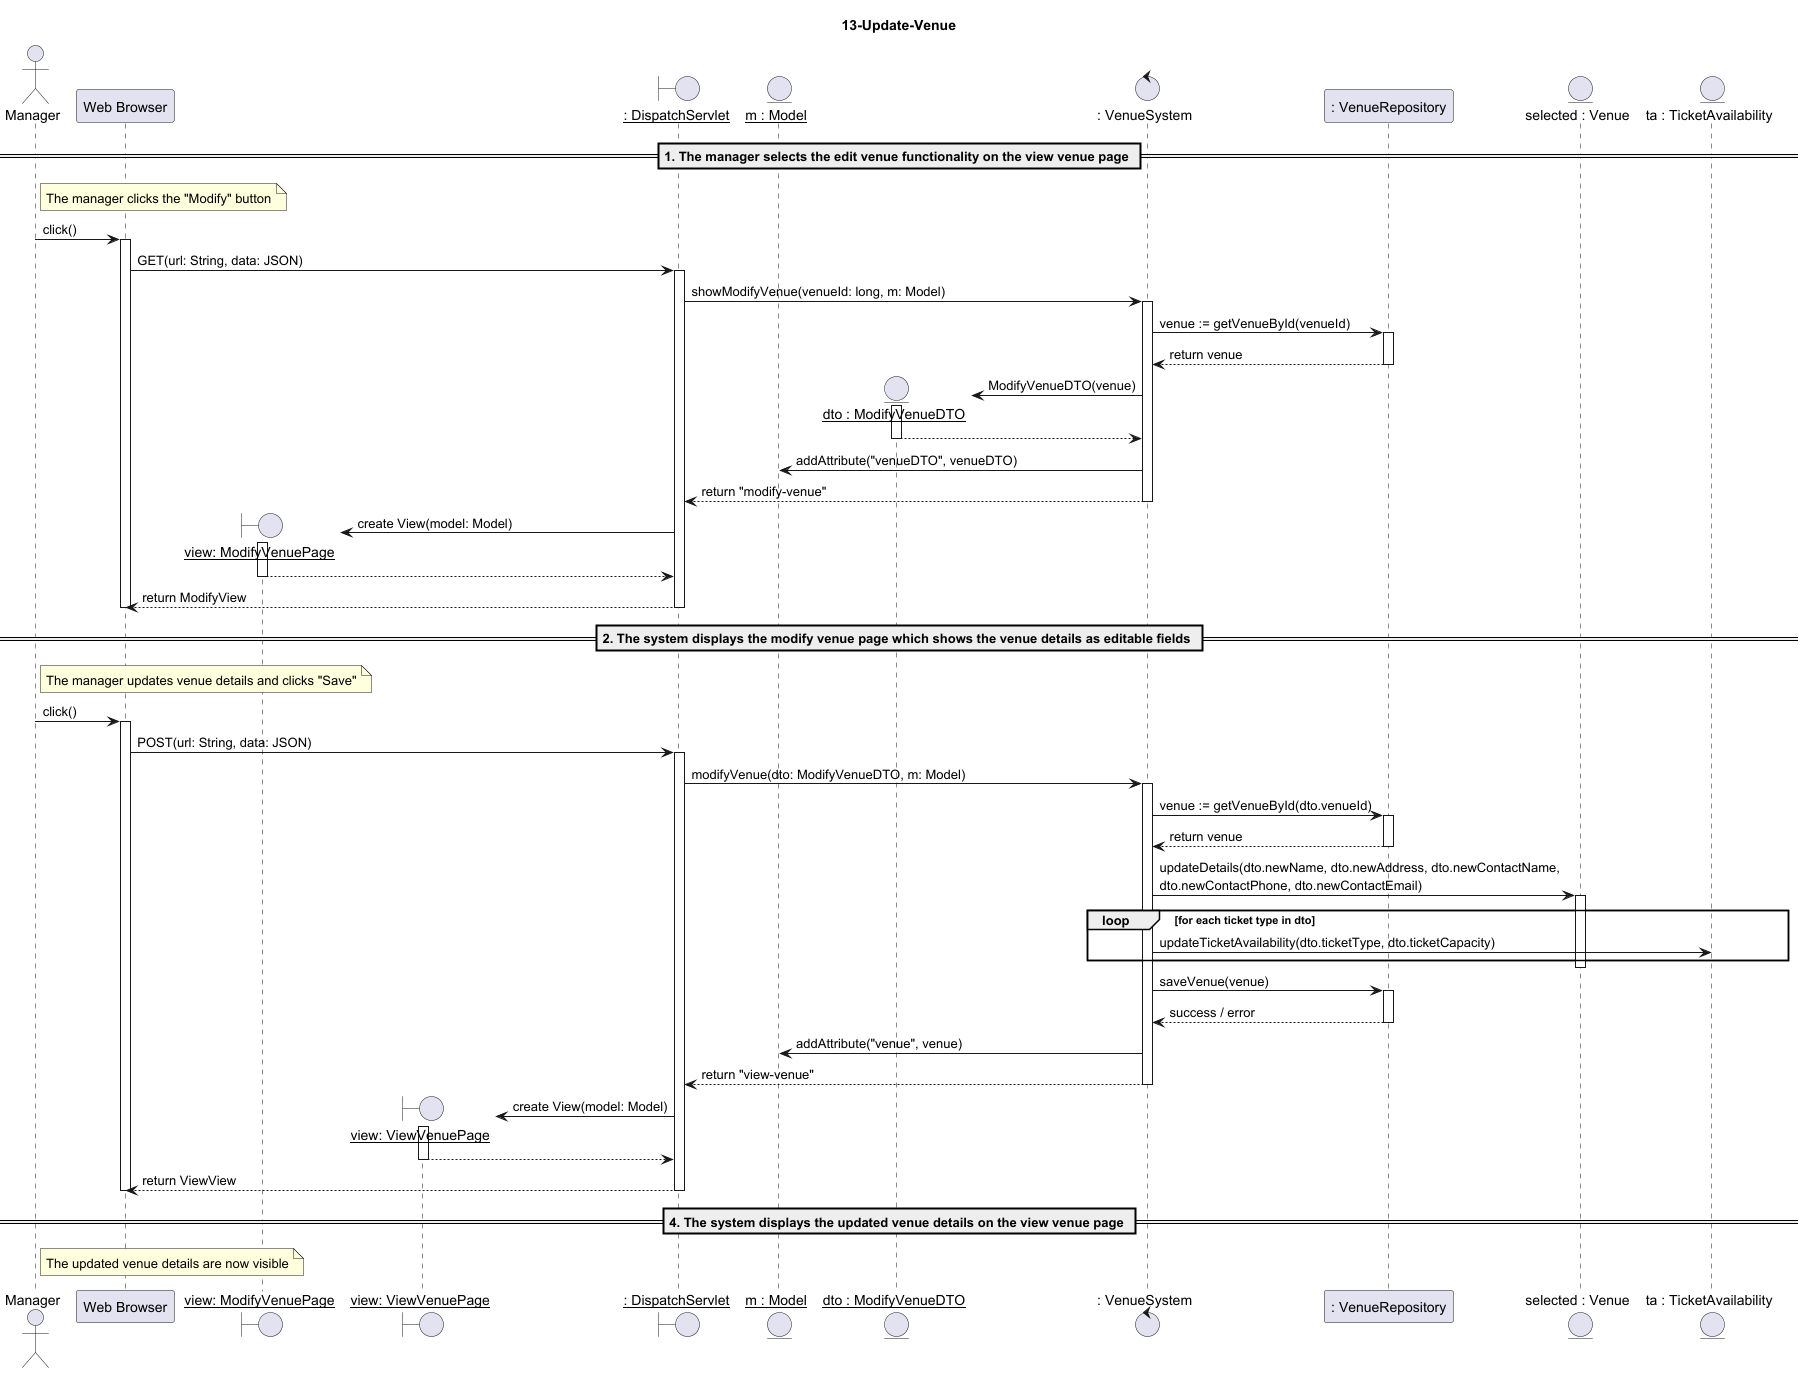 13-Update-Venue
Manager
Web Browser
: DispatchServlet
m : Model
: VenueSystem
: VenueRepository
selected : Venue
ta : TicketAvailability
1. The manager selects the edit venue functionality on the view venue page
The manager clicks the "Modify" button
click()
GET(url: String, data: JSON)
showModifyVenue(venueId: long, m: Model)
venue := getVenueById(venueId)
return venue
ModifyVenueDTO(venue)
dto : ModifyVenueDTO
addAttribute("venueDTO", venueDTO)
return "modify-venue"
create View(model: Model)
view: ModifyVenuePage
return ModifyView
2. The system displays the modify venue page which shows the venue details as editable fields
The manager updates venue details and clicks "Save"
click()
POST(url: String, data: JSON)
modifyVenue(dto: ModifyVenueDTO, m: Model)
venue := getVenueById(dto.venueId)
return venue
updateDetails(dto.newName, dto.newAddress, dto.newContactName,
dto.newContactPhone, dto.newContactEmail)
loop [for each ticket type in dto]
updateTicketAvailability(dto.ticketType, dto.ticketCapacity)
saveVenue(venue)
success / error
addAttribute("venue", venue)
return "view-venue"
create View(model: Model)
view: ViewVenuePage
return ViewView
4. The system displays the updated venue details on the view venue page
The updated venue details are now visible
Manager
Web Browser
view: ModifyVenuePage
view: ViewVenuePage
: DispatchServlet
m : Model
dto : ModifyVenueDTO
: VenueSystem
: VenueRepository
selected : Venue
ta : TicketAvailability